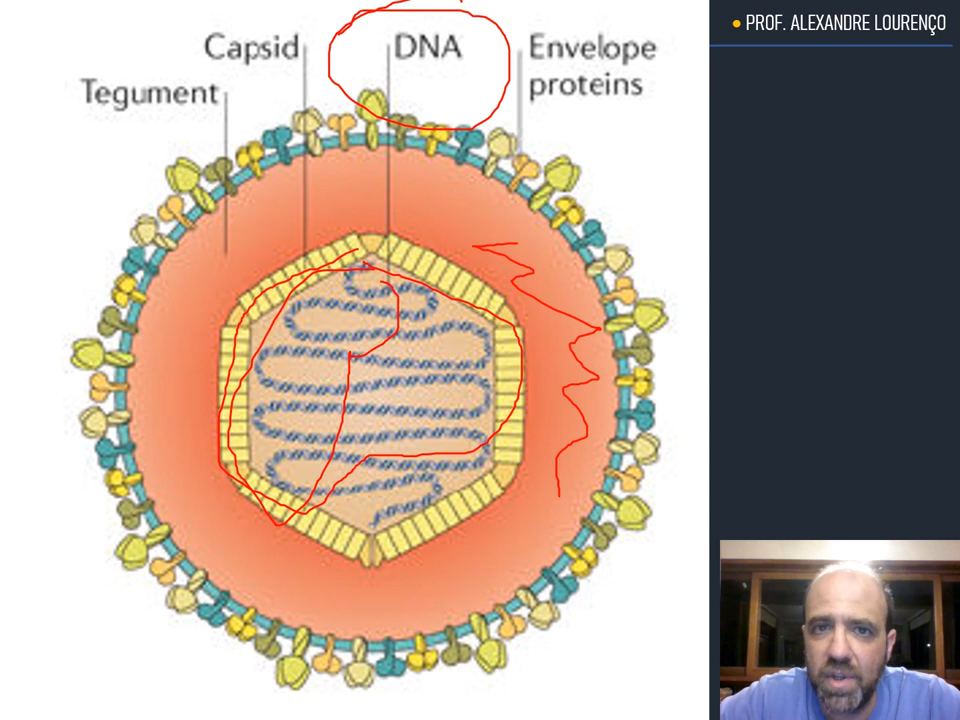 PROF. ALEXANDRE LOURENÇO
Capsid
DNA
Envelope
proteins
Tegument